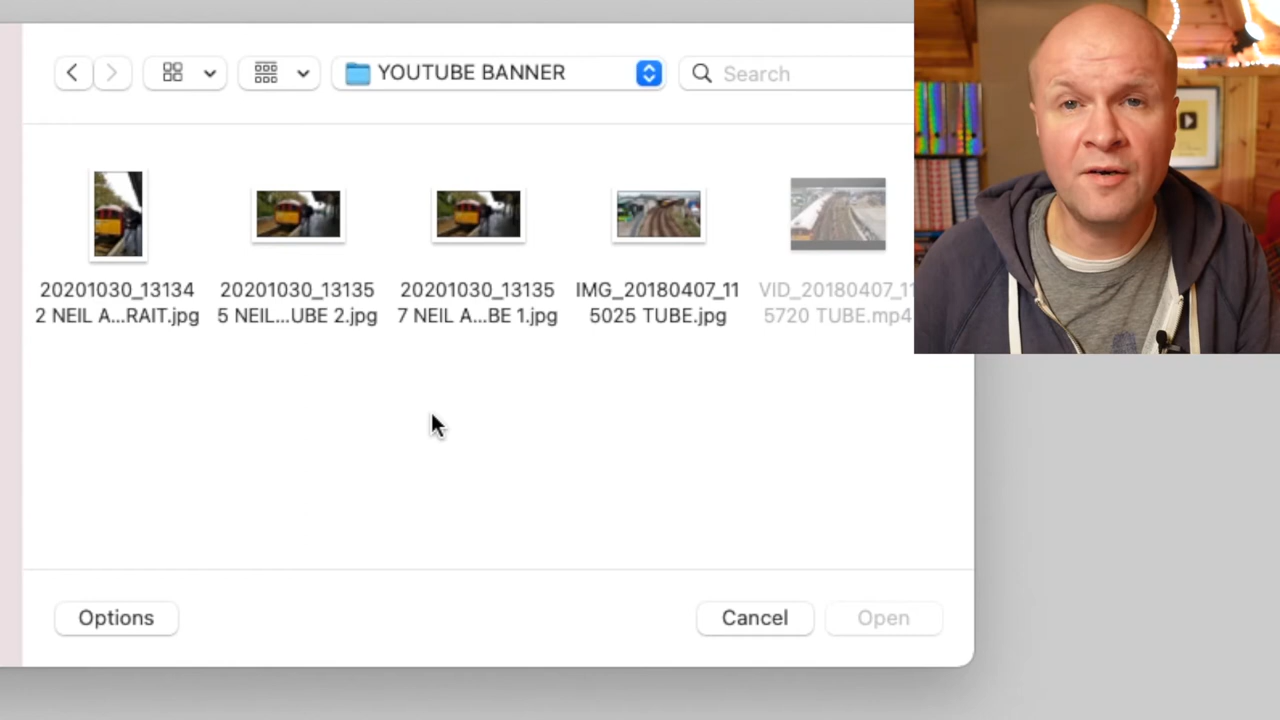 YOUTUBE BANNER
Search
20201030_13134
2 NEIL A...RAIT.jpg
20201030_13135
5 NEIL...UBE 2.jpg
20201030_13135
7 NEIL A...BE 1.jpg
IMG_20180407_11
5025 TUBE.jpg
VID_20180407_11
5720 TUBE.mp4
Options
Cancel
Open